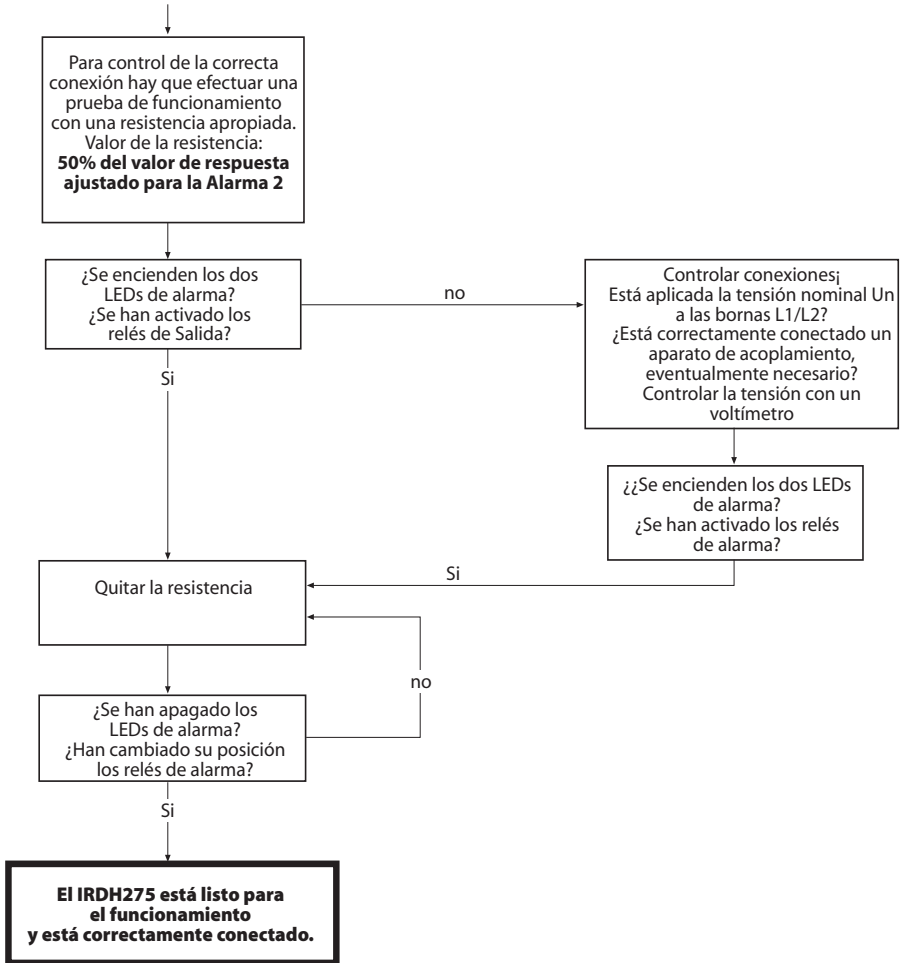 Para control de la correcta
conexión hay que efectuar una
prueba de funcionamiento
con una resistencia apropiada.
Valor de la resistencia:
50% del valor de respuesta
ajustado para la Alarma 2
¿Se encienden los dos
LEDs de alarma?
¿Se han activado los
relés de Salida?
no
Controlar conexiones¡
Está aplicada la tensión nominal Un
a las bornas L1/L2?
¿Está correctamente conectado un
aparato de acoplamiento,
eventualmente necesario?
Controlar la tensión con un
voltímetro
Si
¿¿Se encienden los dos LEDs
de alarma?
¿Se han activado los relés
de alarma?
Si
Quitar la resistencia
no
¿Se han apagado los
LEDs de alarma?
¿Han cambiado su posición
los relés de alarma?
Si
El IRDH275 está listo para
el funcionamiento
y está correctamente conectado.